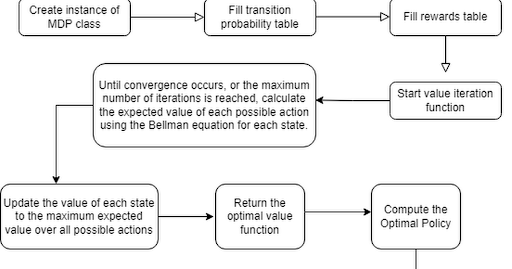 Create instance of
MDP class
Fill transition
probability table
Fill rewards table
Start value iteration
function
Until convergence occurs, or the maximum
number of iterations is reached, calculate
the expected value of each possible action
using the Bellman equation for each state.
Update the value of each state
to the maximum expected
value over all possible actions
Return the
optimal value
function
Compute the
Optimal Policy